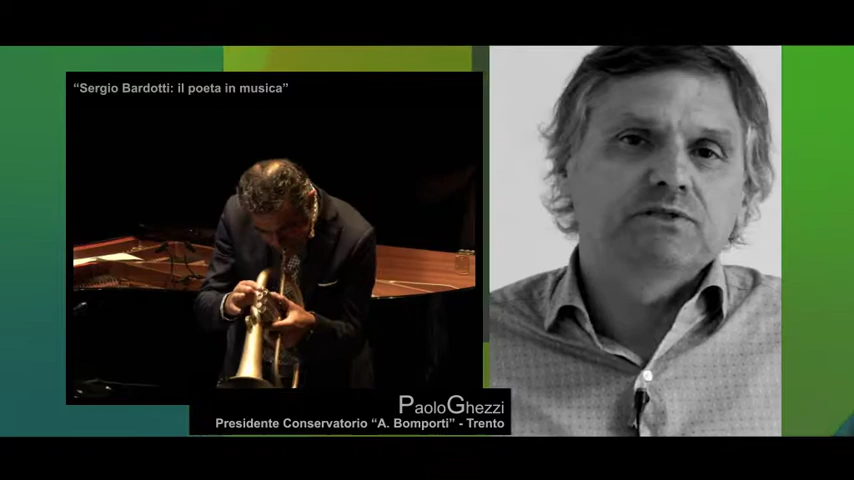 “Sergio Bardotti: il poeta in musica”
PaoloGhezzi
Presidente Conservatorio “A. Bomporti” - Trento